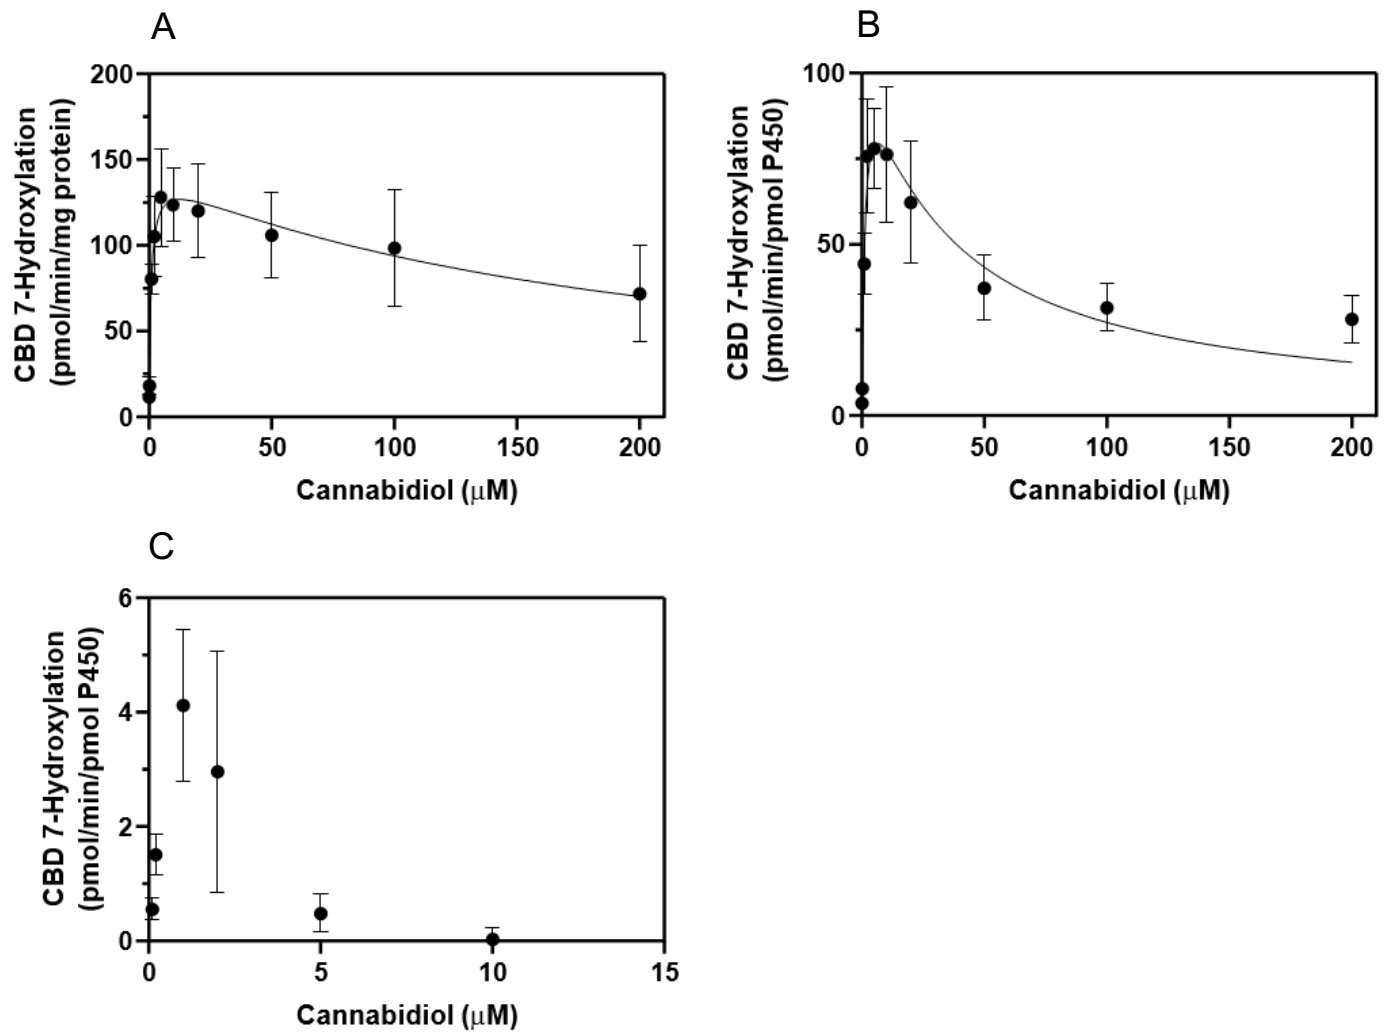 A
200
150
100
50
0
CBD 7-Hydroxylation
(pmol/min/mg protein)
0 50 100 150 200
Cannabidiol (μM)
B
100
50
0
CBD 7-Hydroxylation
(pmol/min/pmol P450)
0 50 100 150 200
Cannabidiol (μM)
C
6
4
2
0
CBD 7-Hydroxylation
(pmol/min/pmol P450)
0 5 10 15
Cannabidiol (μM)